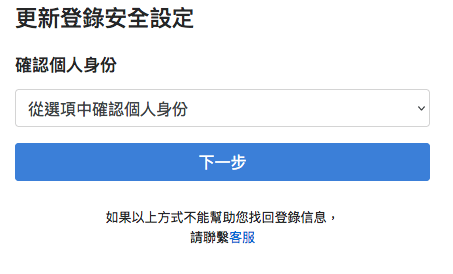 更新登錄安全設定
確認個人身份
從選項中確認個人身份
下一步
如果以上方式不能幫助您找回登錄信息，
請聯繫客服